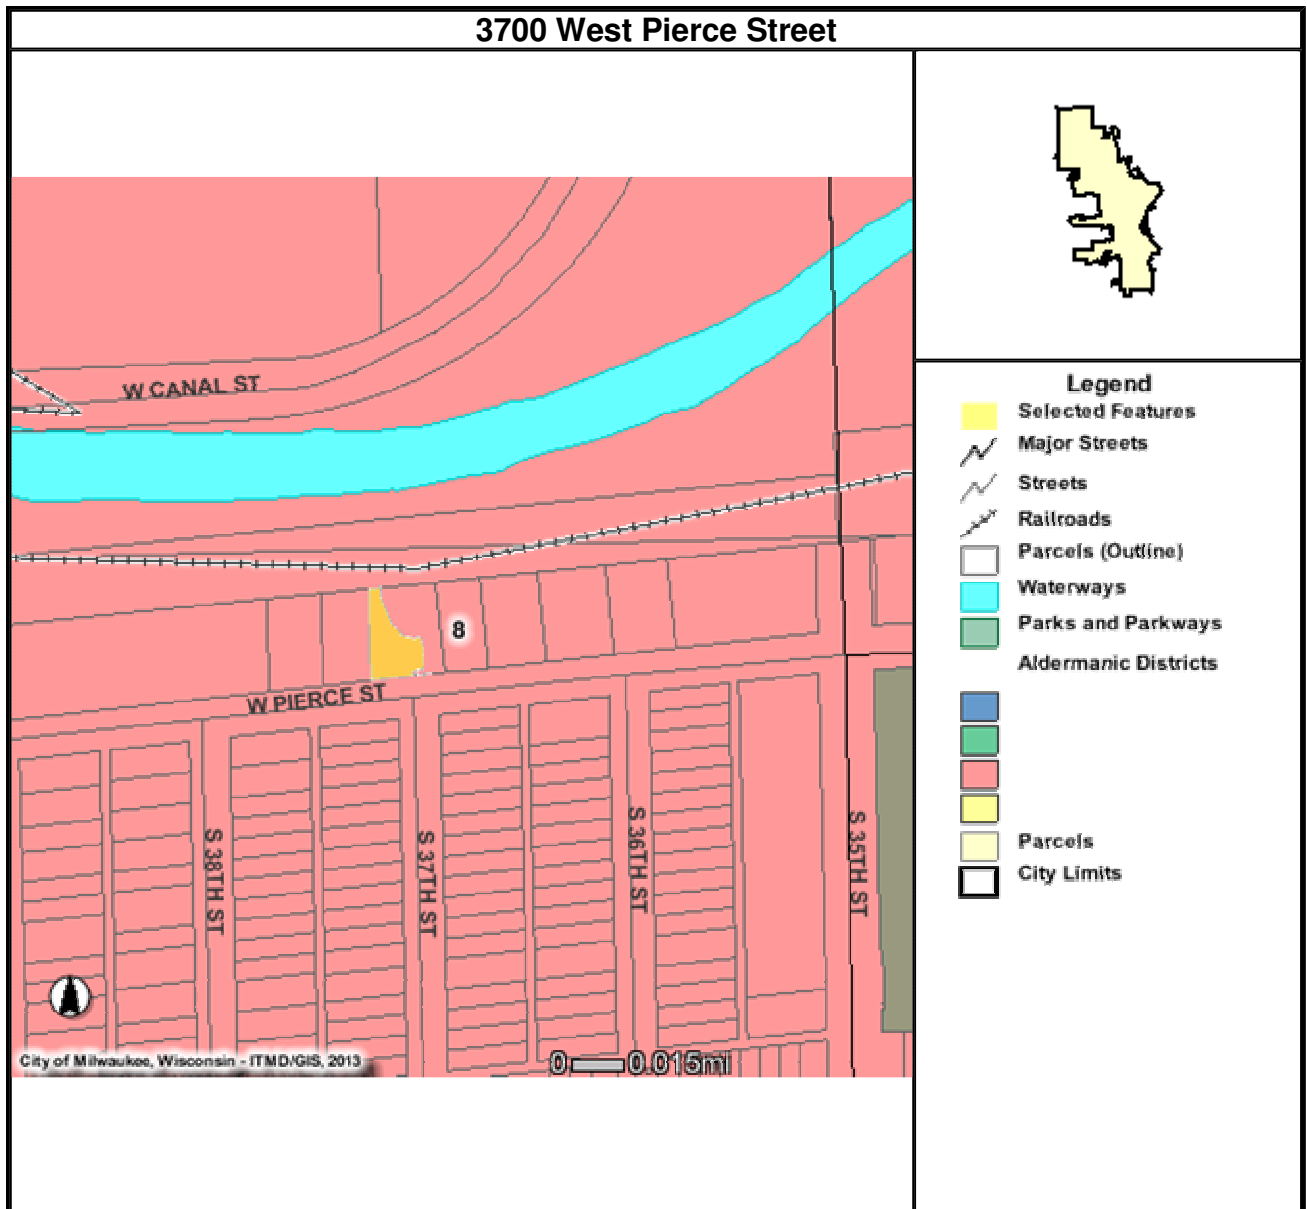 3700 West Pierce Street
W CANAL ST
8
W PIERCE ST
S 38TH ST
S 37TH ST
S 36TH ST
S 35TH ST
City of Milwaukee, Wisconsin - ITMD/GIS, 2013
0 0.015mi
Legend
Selected Features
Major Streets
Streets
Railroads
Parcels (Outline)
Waterways
Parks and Parkways
Aldermanic Districts
Parcels
City Limits